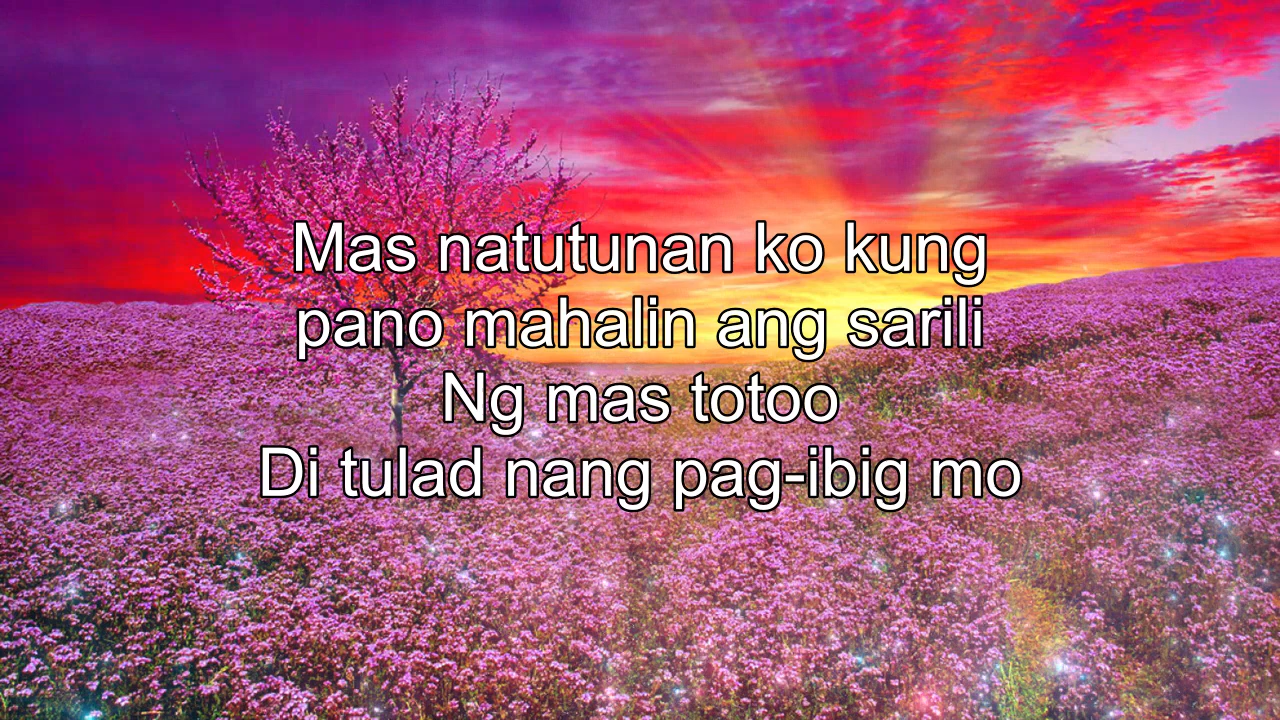 Mas natutunan ko kung
pano mahalin ang sarili
Ng mas totoo
Di tulad nang pag-ibig mo